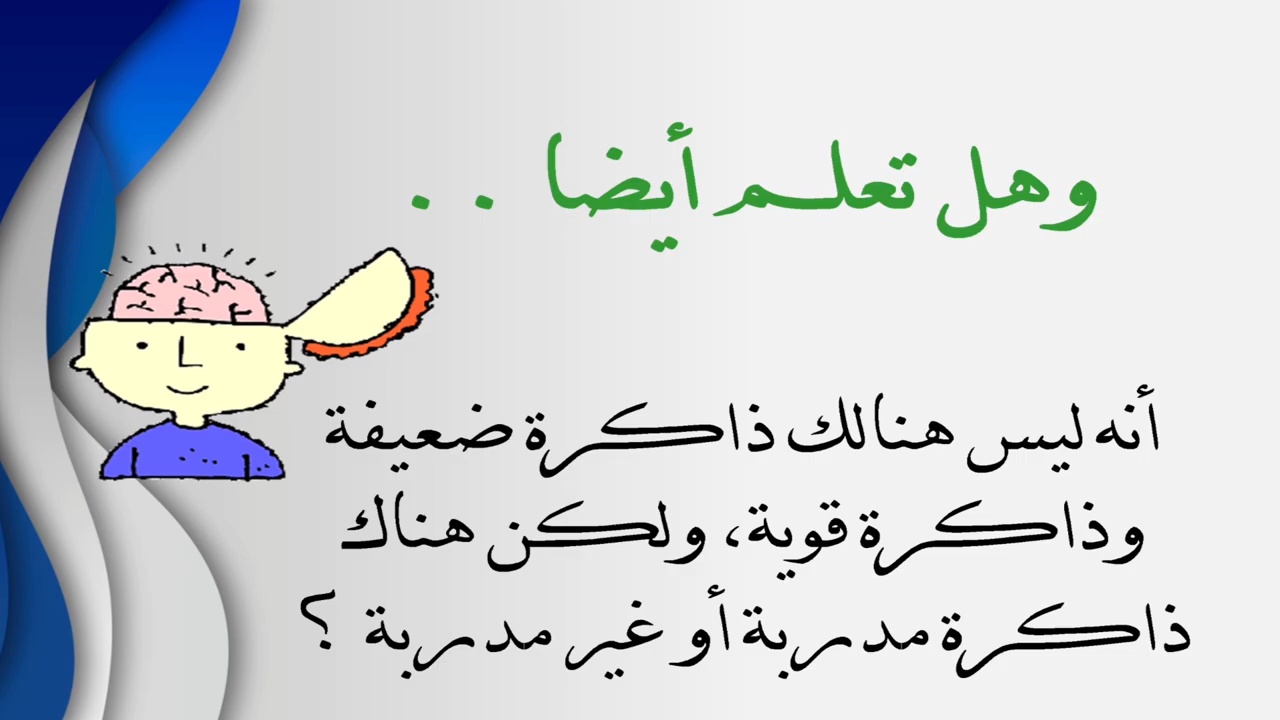 وهل تعلم أيضا . .
أنه ليس هنالك ذاكرة ضعيفة
وذاكرة قوية، ولكن هناك
ذاكرة مدربة أو غير مدربة ؟